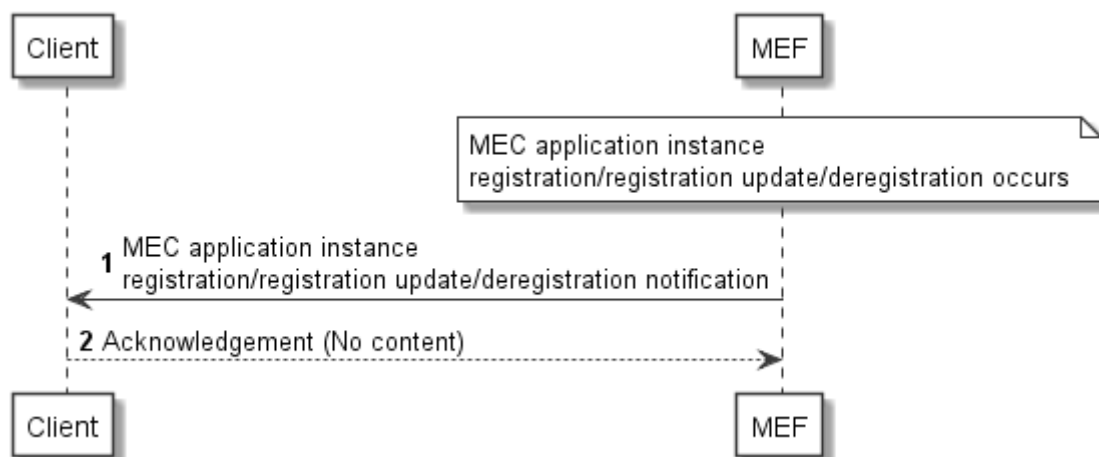 Client
MEF
MEC application instance
registration/registration update/deregistration occurs
1 MEC application instance
registration/registration update/deregistration notification
2 Acknowledgement (No content)
Client
MEF